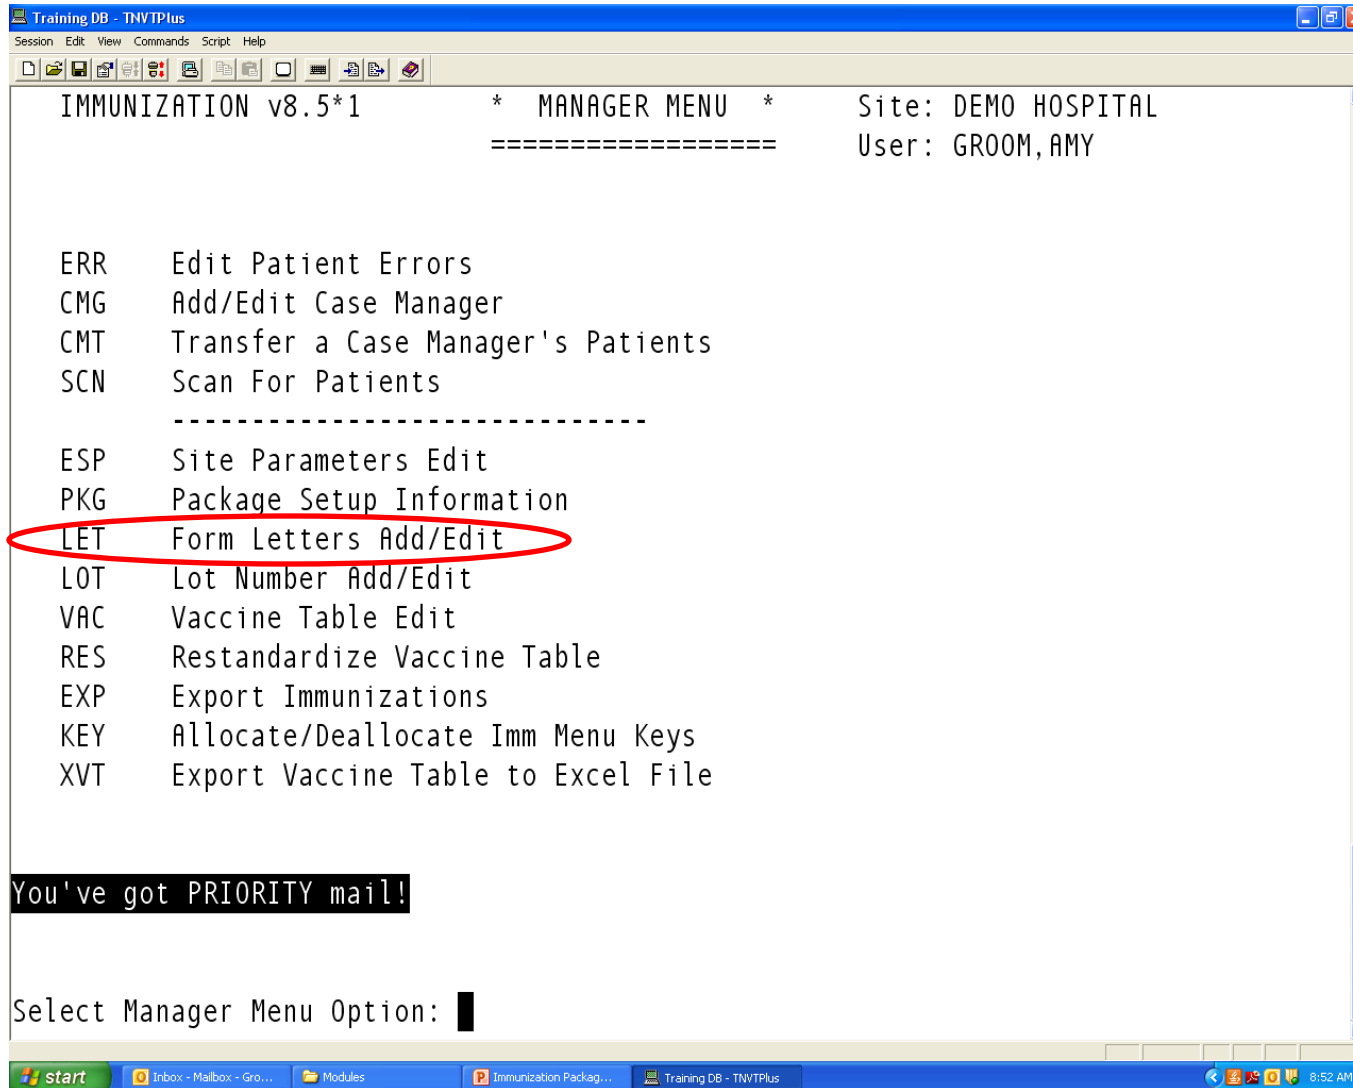 Training DB - TNVTPlus
Session Edit View Commands Script Help
IMMUNIZATION v8.5*1 * MANAGER MENU * Site: DEMO HOSPITAL
================== User: GROOM,AMY
ERR Edit Patient Errors
CMG Add/Edit Case Manager
CMT Transfer a Case Manager's Patients
SCN Scan For Patients
------------------------------
ESP Site Parameters Edit
PKG Package Setup Information
LET Form Letters Add/Edit
LOT Lot Number Add/Edit
VAC Vaccine Table Edit
RES Restandardize Vaccine Table
EXP Export Immunizations
KEY Allocate/Deallocate Imm Menu Keys
XVT Export Vaccine Table to Excel File
You've got PRIORITY mail!
Select Manager Menu Option:
start Inbox - Mailbox - Gro... Modules Immunization Packag... Training DB - TNVTPlus 8:52 AM